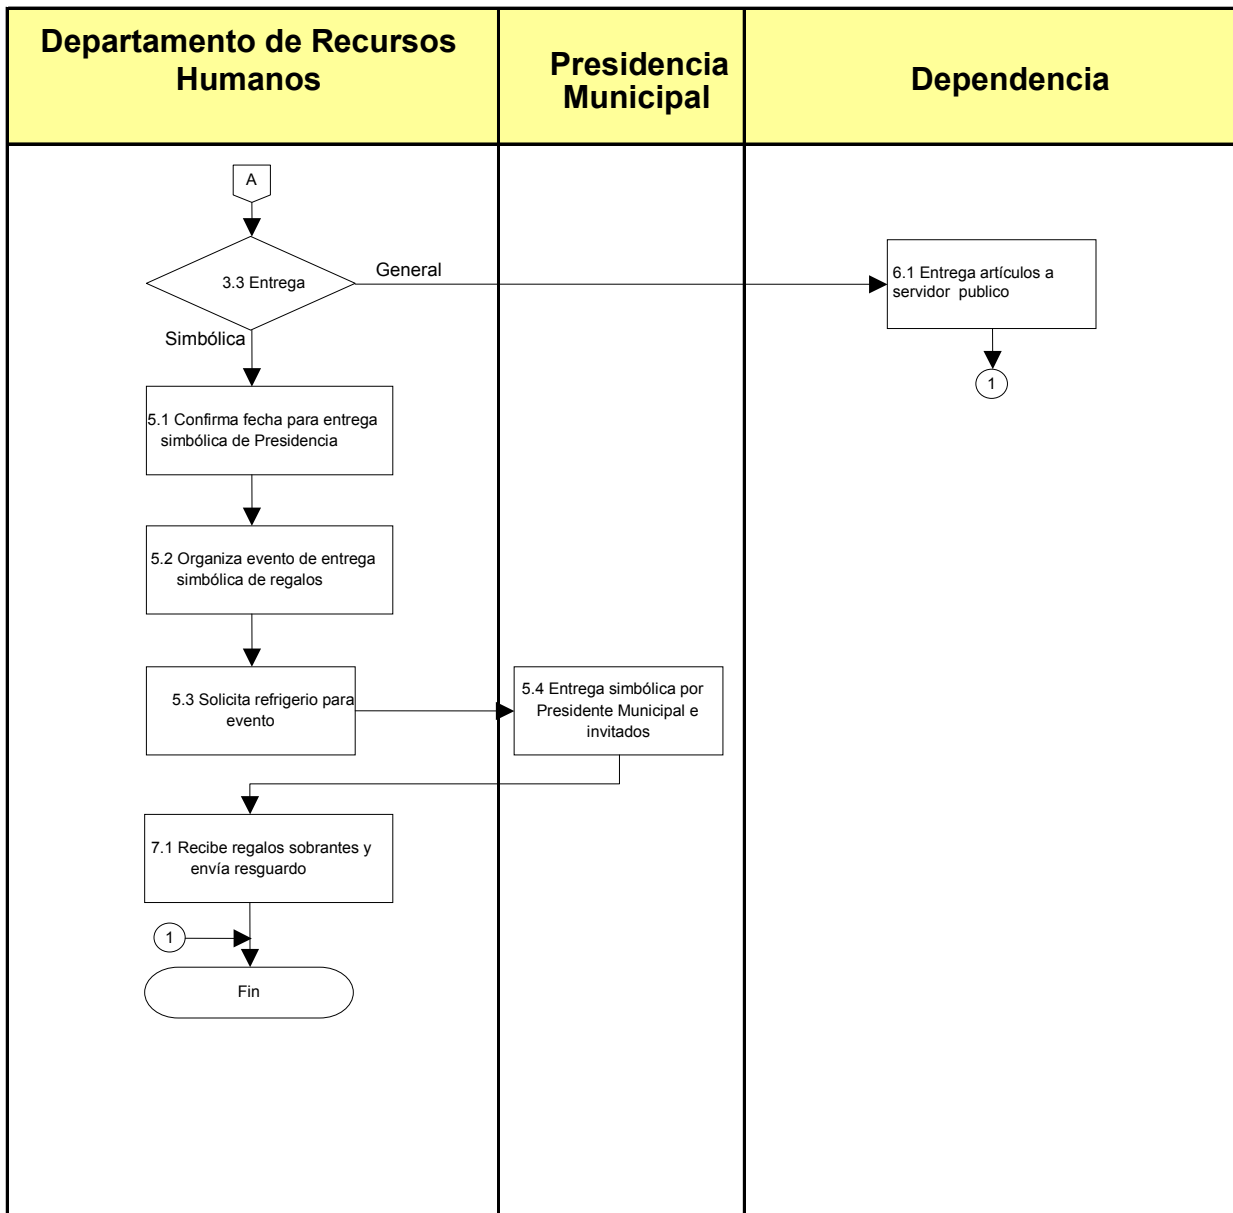 Departamento de Recursos
Humanos
Presidencia
Municipal
Dependencia
A
3.3 Entrega
General
6.1 Entrega artículos a
servidor publico
Simbólica
1
5.1 Confirma fecha para entrega
simbólica de Presidencia
5.2 Organiza evento de entrega
simbólica de regalos
5.3 Solicita refrigerio para
evento
5.4 Entrega simbólica por
Presidente Municipal e
invitados
7.1 Recibe regalos sobrantes y
envía resguardo
1
Fin